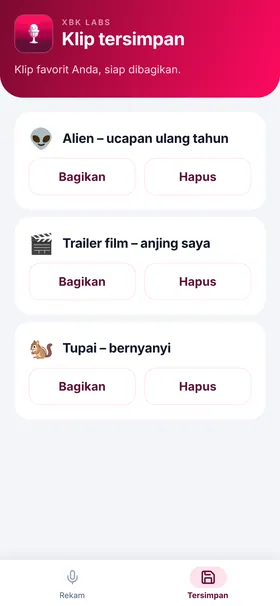 XBK LABS
Klip tersimpan
Klip favorit Anda, siap dibagikan.
Alien – ucapan ulang tahun
Bagikan
Hapus
Trailer film – anjing saya
Bagikan
Hapus
Tupai – bernyanyi
Bagikan
Hapus
Rekam
Tersimpan